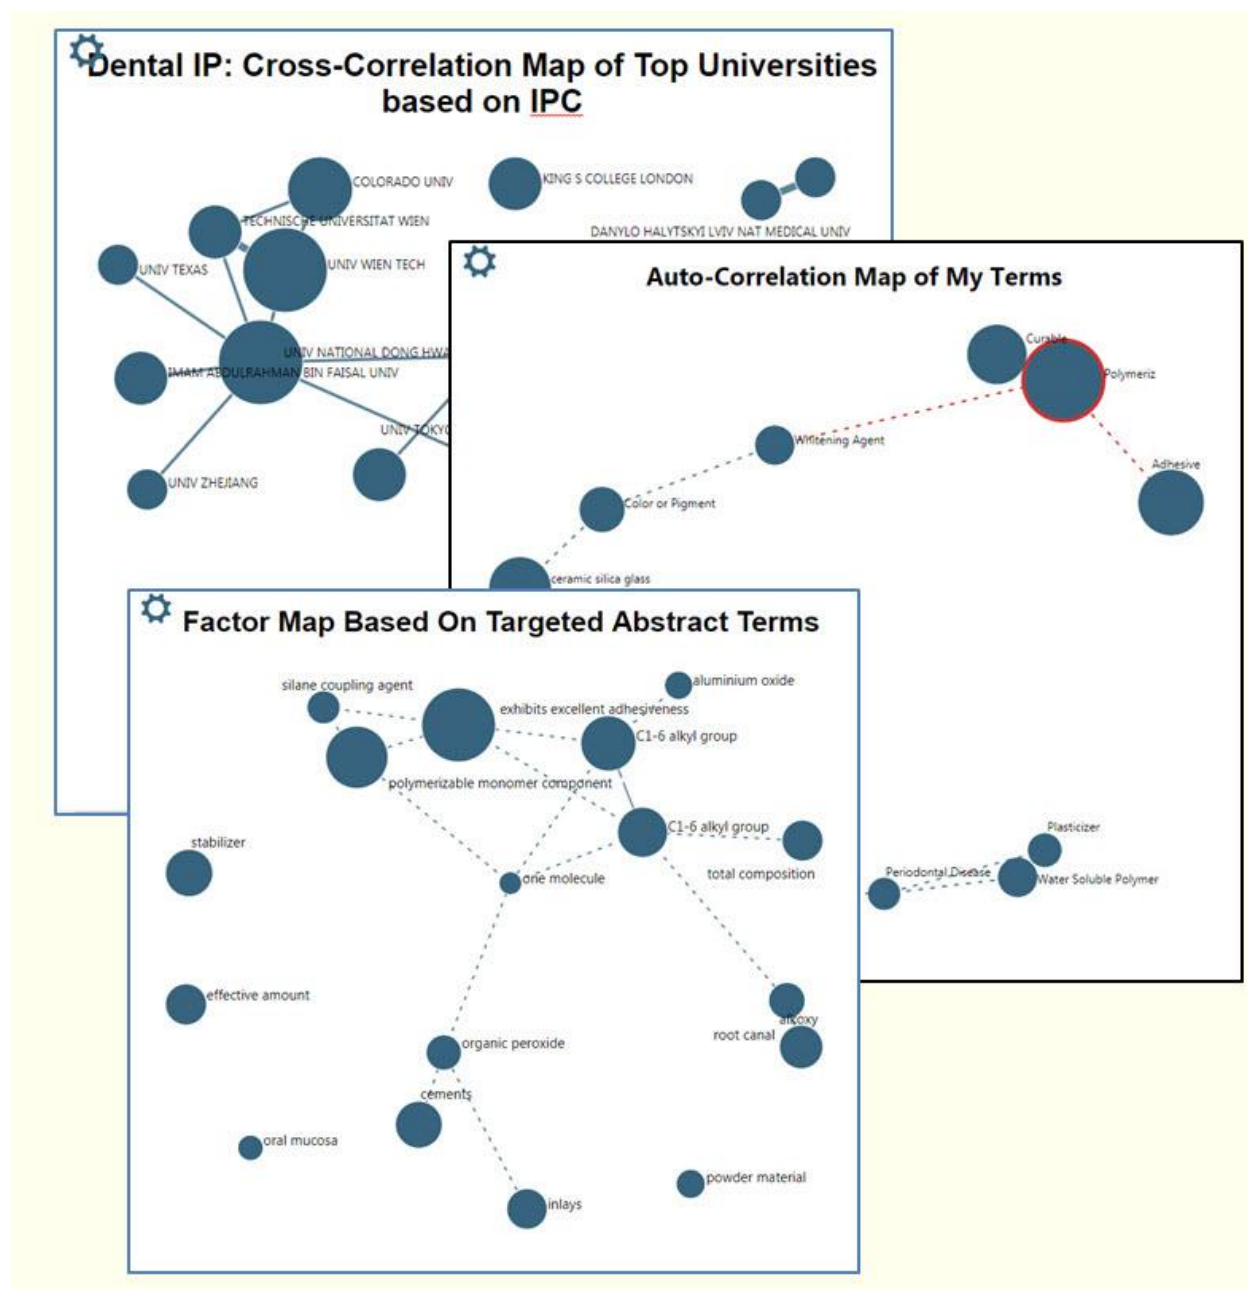 Dental IP: Cross-Correlation Map of Top Universities
based on IPC
COLORADO UNIV
KING S COLLEGE LONDON
TECHNISCHE UNIVERSITAT WIEN
DANYLO HALYTSKYI LVIV NAT MEDICAL UNIV
UNIV WIEN TECH
UNIV TEXAS
UNIV NATIONAL DONG HWA
IMAM ABDULRAHMAN BIN FAISAL UNIV
UNIV TOKYO
UNIV ZHEJIANG
Auto-Correlation Map of My Terms
Curable
Polymeriz
Whitening Agent
Adhesive
Color or Pigment
ceramic silica glass
Plasticizer
Periodontal Disease
Water Soluble Polymer
Factor Map Based On Targeted Abstract Terms
silane coupling agent
aluminium oxide
exhibits excellent adhesiveness
C1-6 alkyl group
polymerizable monomer component
C1-6 alkyl group
stabilizer
total composition
one molecule
effective amount
alkoxy
root canal
organic peroxide
cements
oral mucosa
powder material
inlays